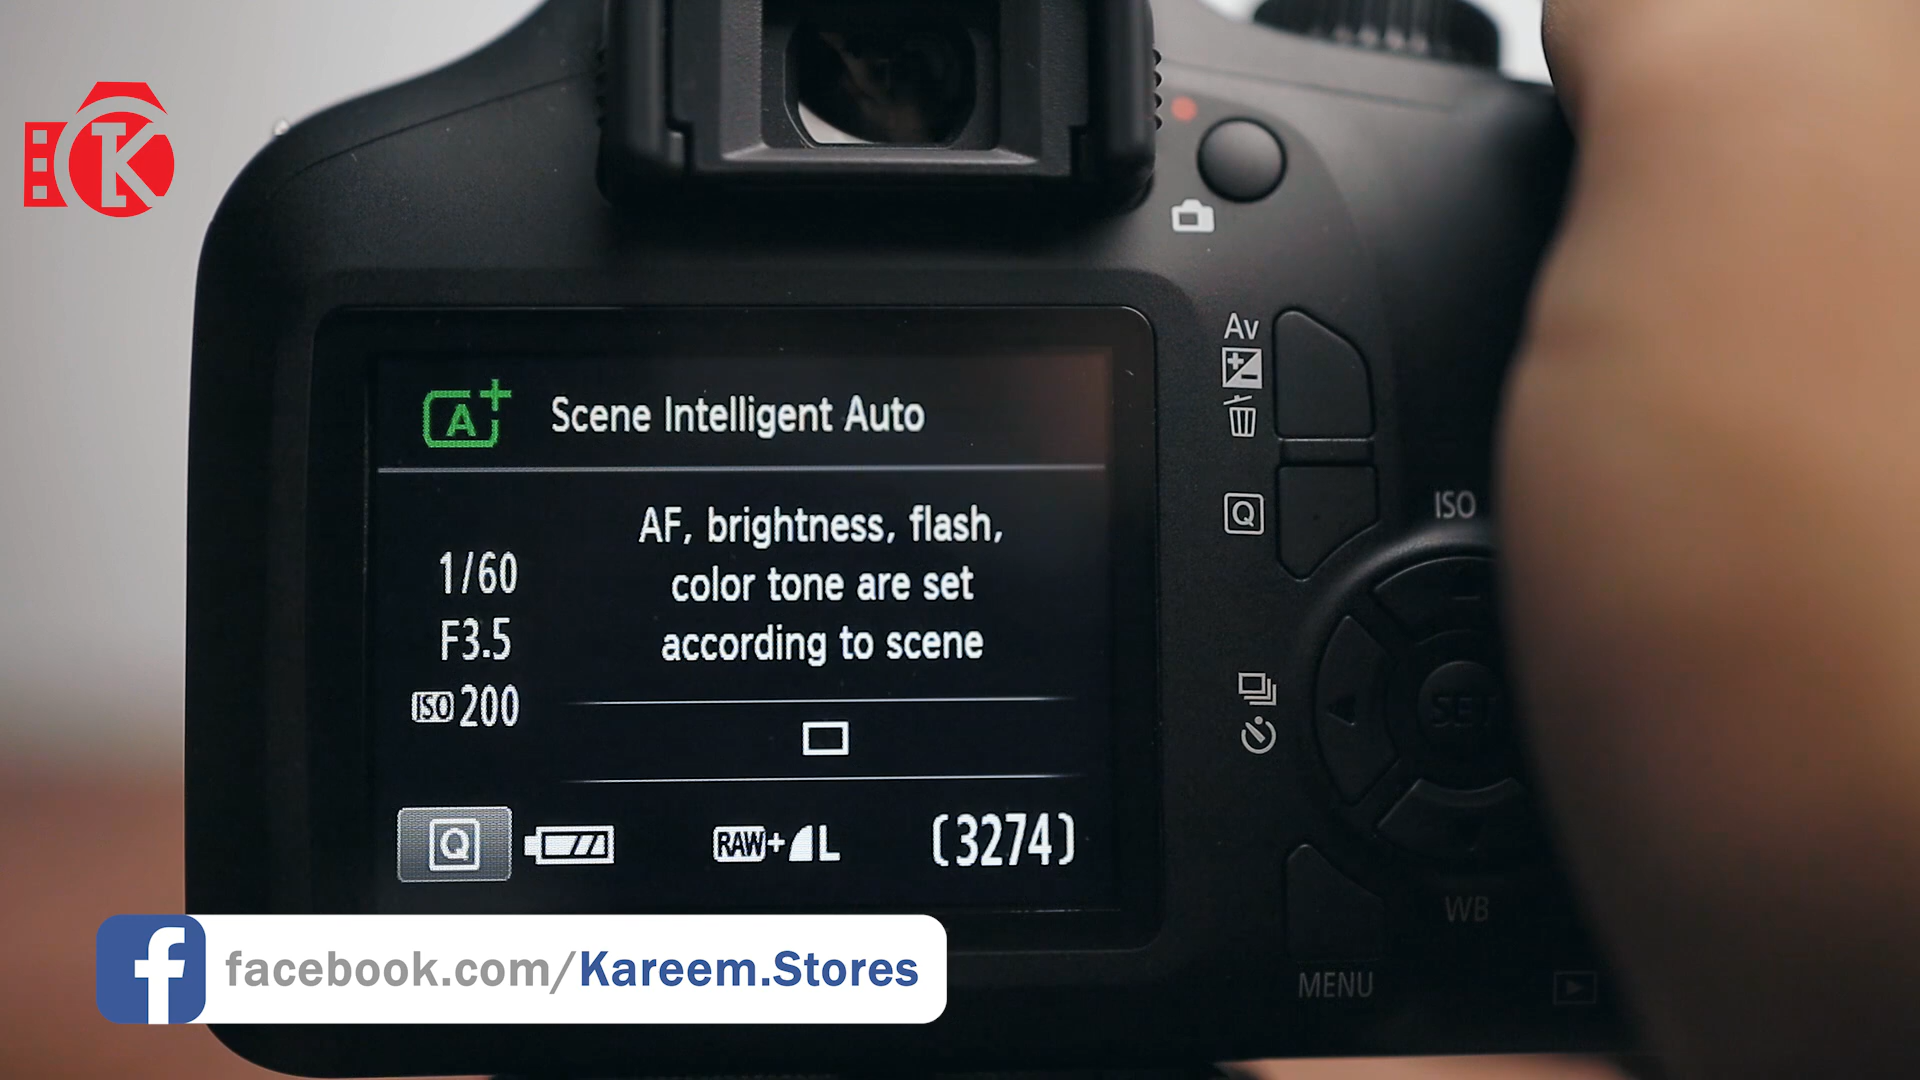 K
Av
A+ Scene Intelligent Auto
AF, brightness, flash,
color tone are set
according to scene
1/60
F3.5
ISO 200
Q
RAW+L
(3274)
Q
ISO
SET
WB
MENU
f facebook.com/Kareem.Stores